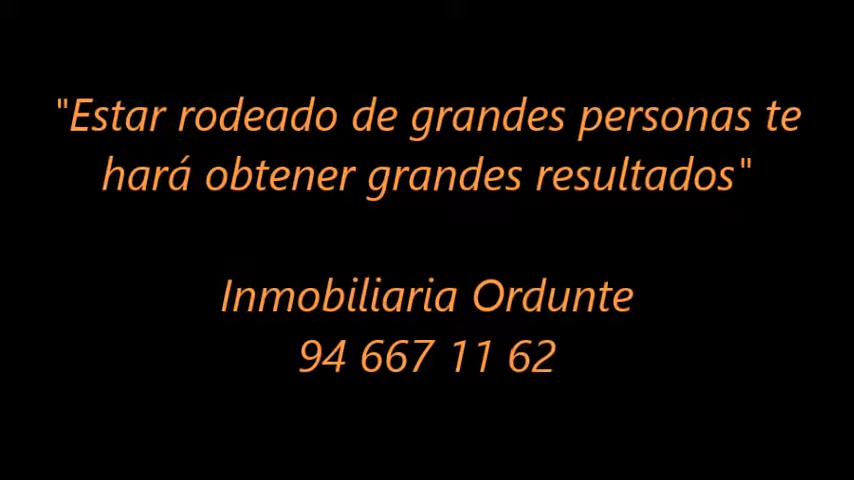 "Estar rodeado de grandes personas te
hará obtener grandes resultados"
Inmobiliaria Ordunte
94 667 11 62